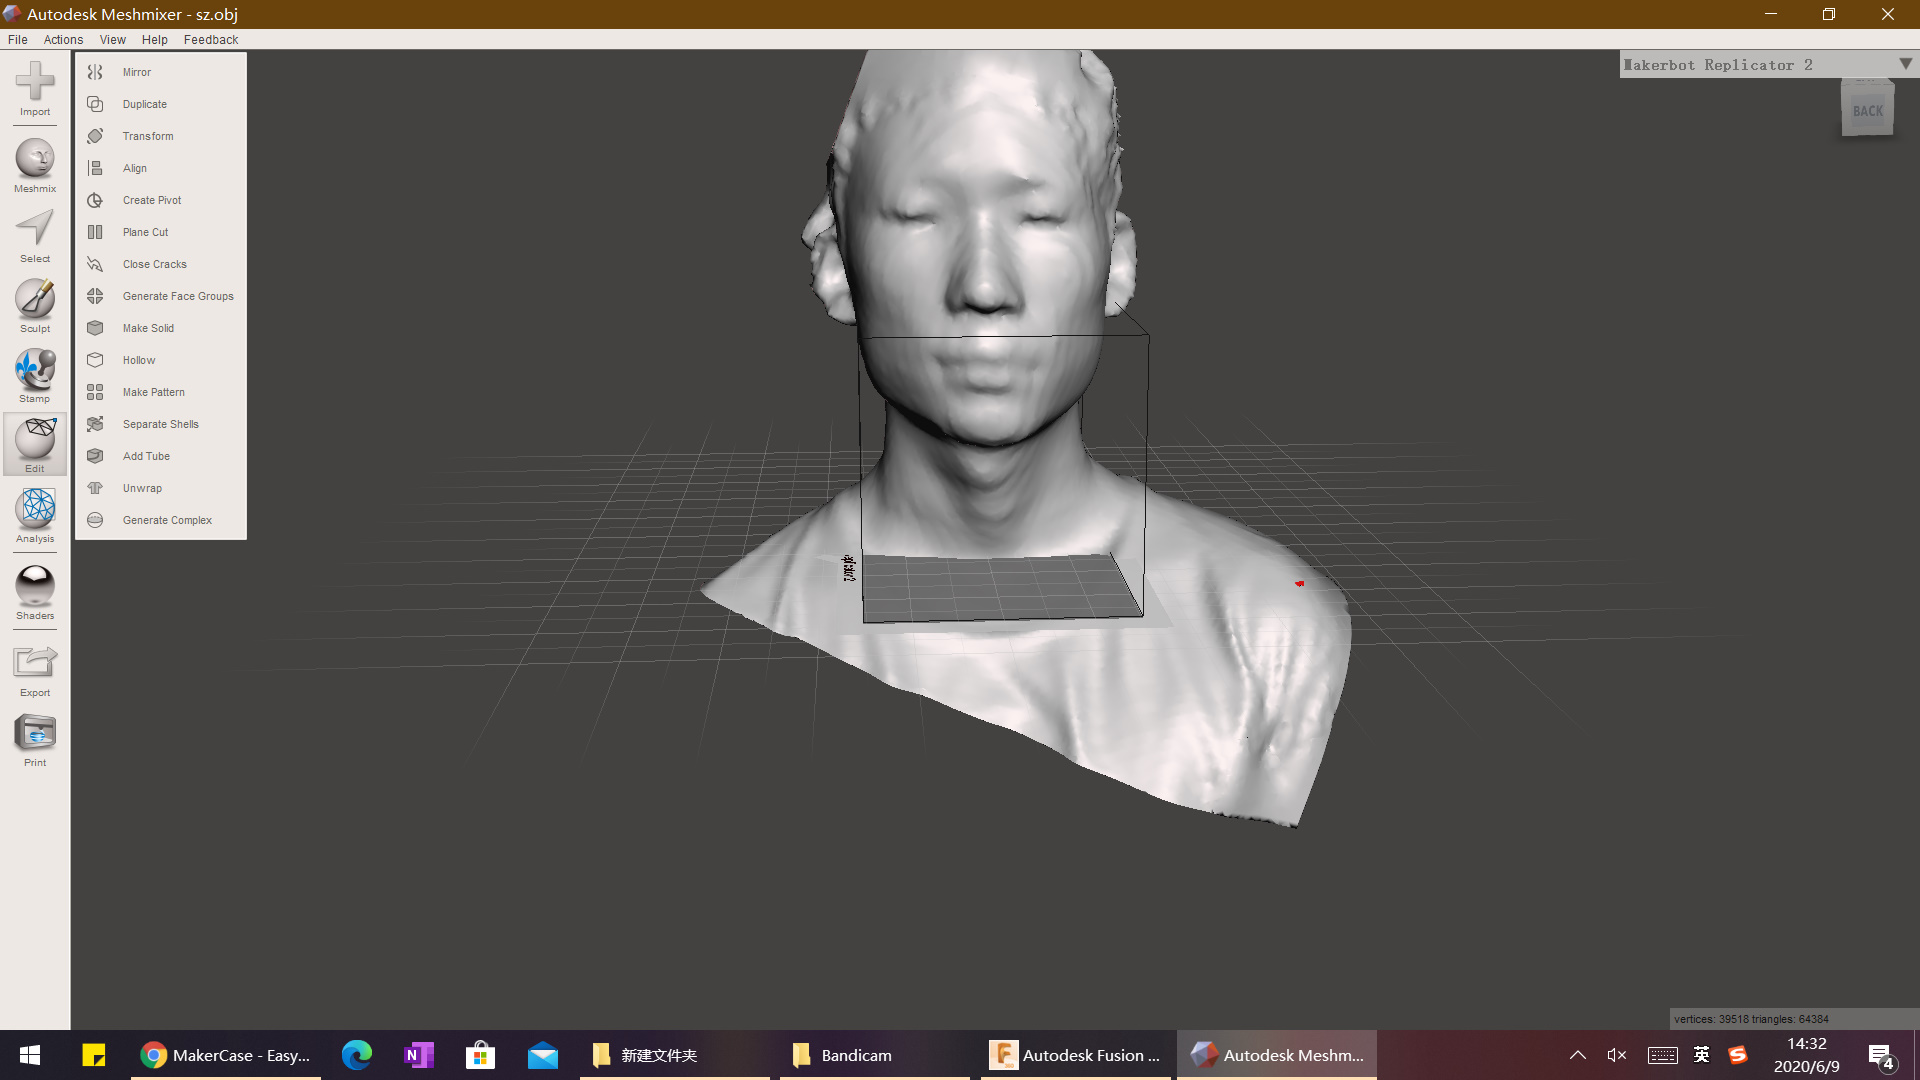 Autodesk Meshmixer - sz.obj
File Actions View Help Feedback
Import
Meshmix
Select
Sculpt
Stamp
Edit
Analysis
Shaders
Export
Print
Mirror
Duplicate
Transform
Align
Create Pivot
Plane Cut
Close Cracks
Generate Face Groups
Make Solid
Hollow
Make Pattern
Separate Shells
Add Tube
Unwrap
Generate Complex
Makerbot Replicator 2
BACK
vertices: 39518 triangles: 64384
MakerCase - Easy...
N
新建文件夹
Bandicam
Autodesk Fusion ...
Autodesk Meshm...
英
S
14:32
2020/6/9
4